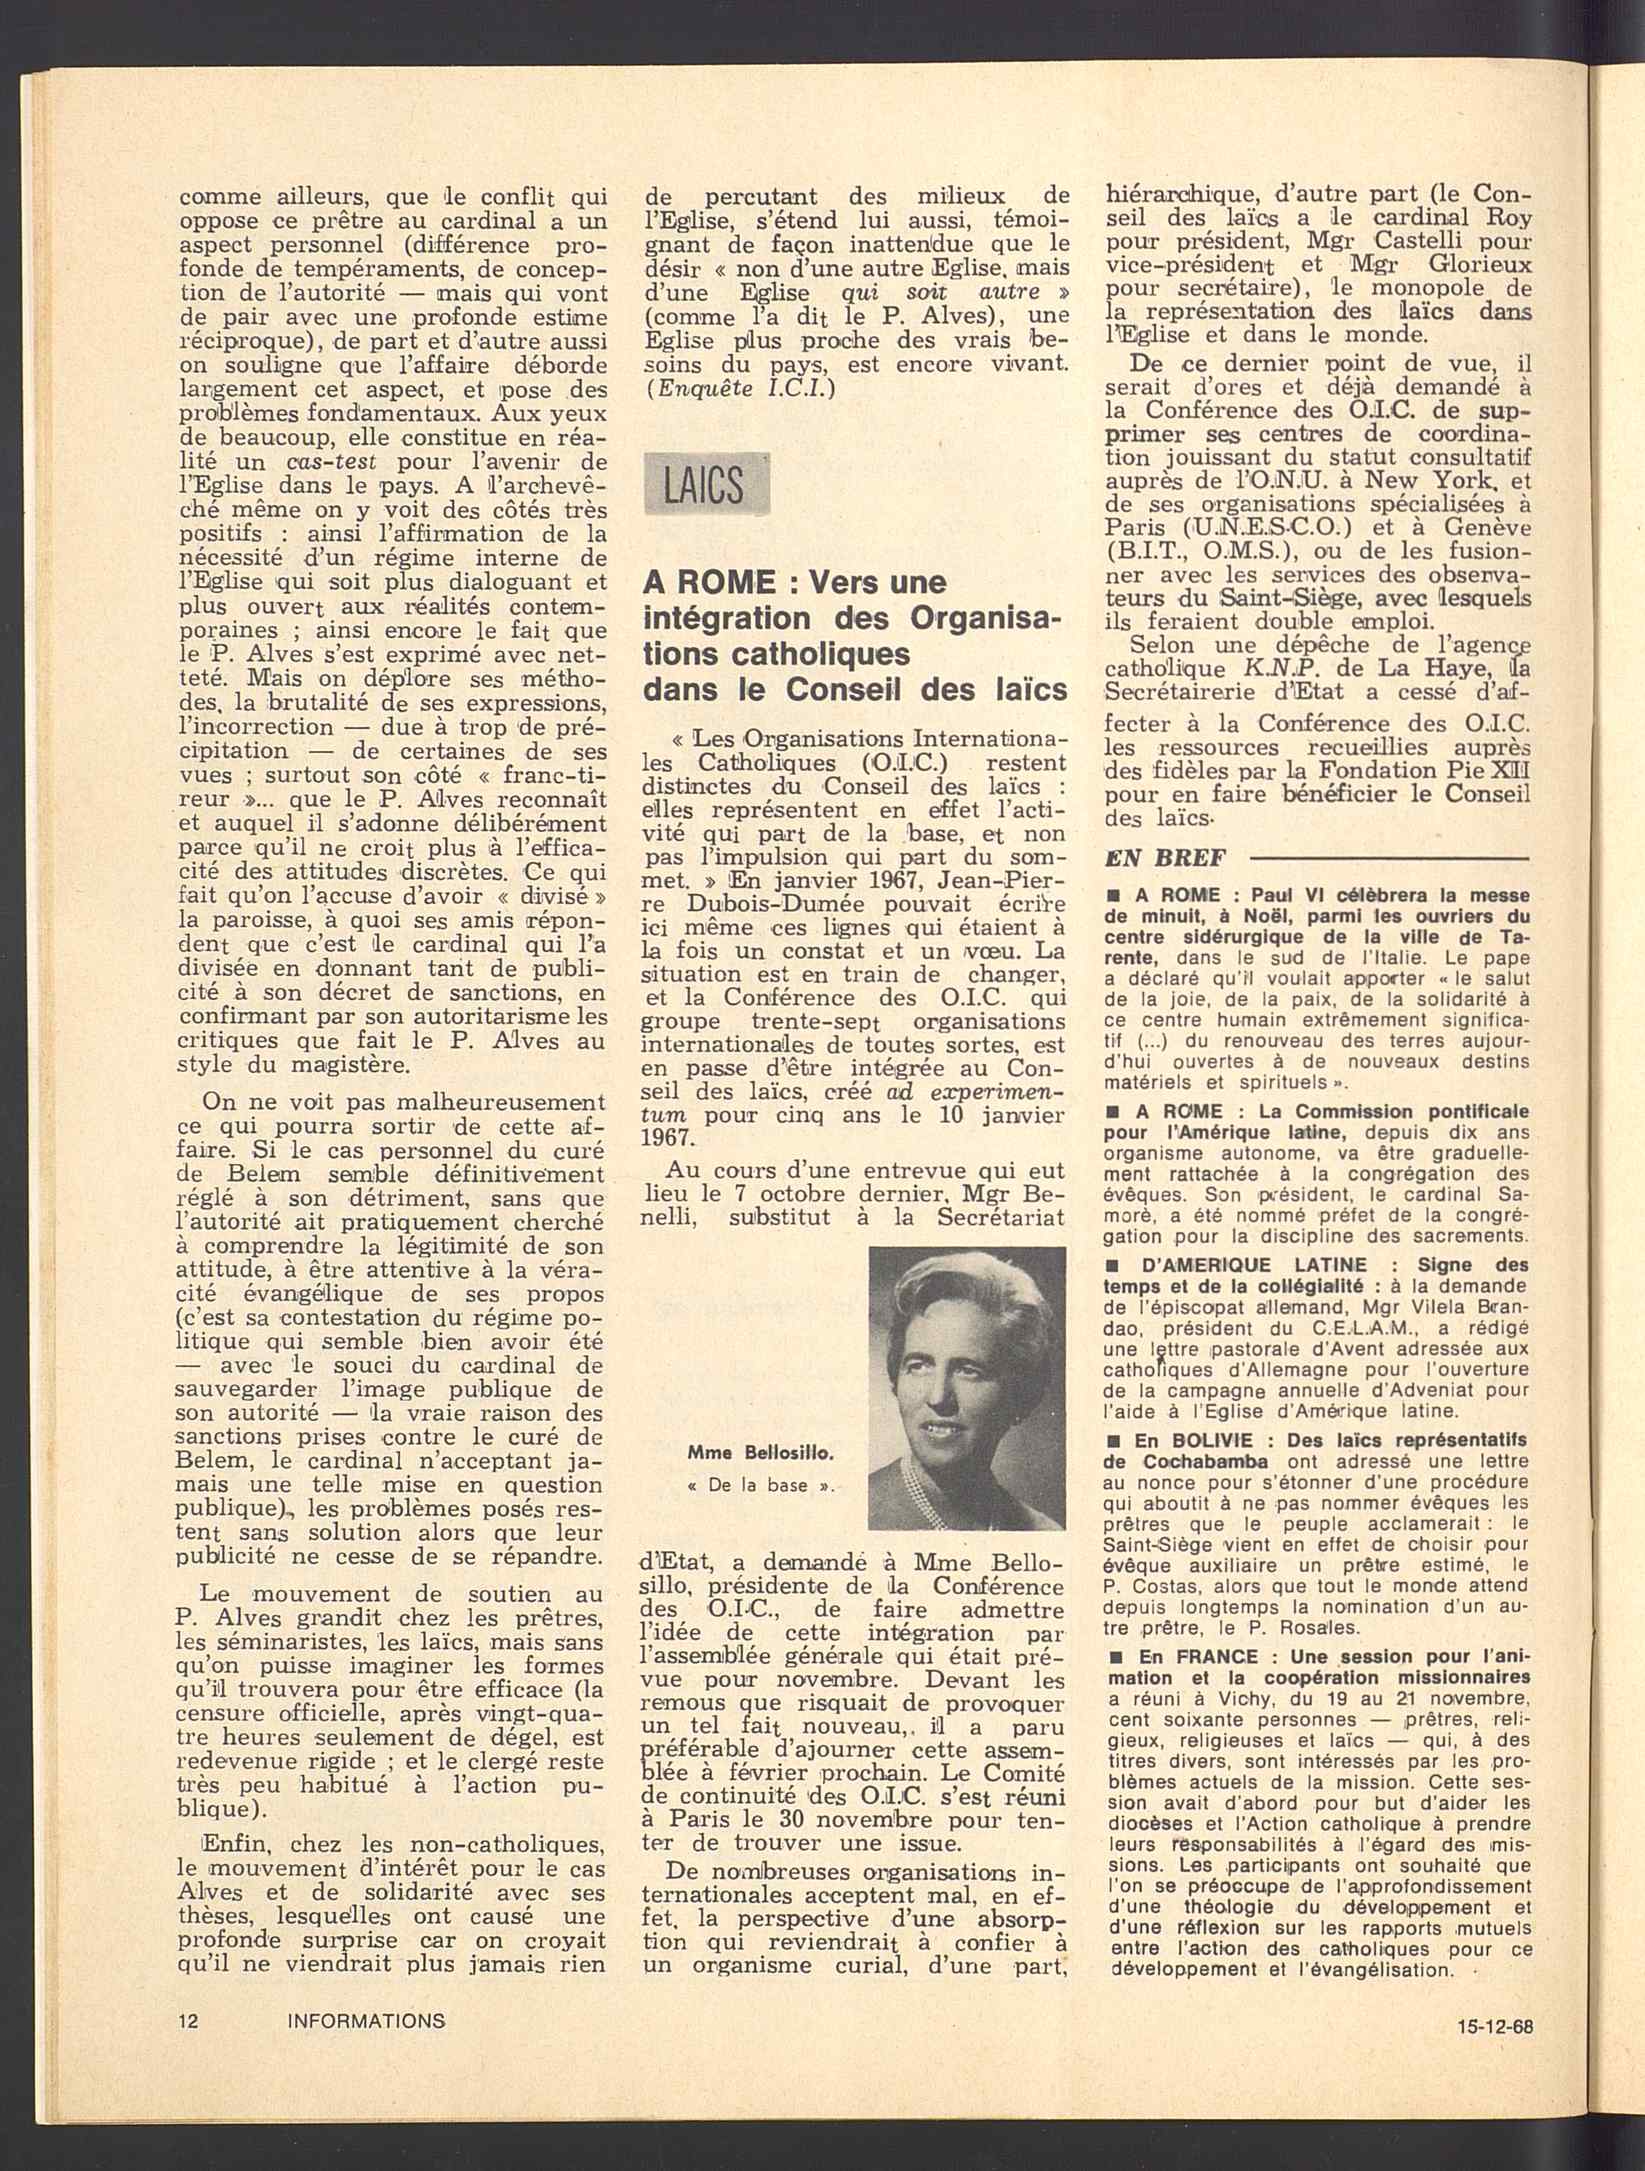 comme ailleurs, que le conflit qui
oppose ce prêtre au cardinal a un
aspect personnel (différence pro-
fonde de tempéraments, de concep-
tion de l'autorité — mais qui vont
de pair avec une profonde estime
réciproque), de part et d'autre aussi
on souligne que l'affaire déborde
largement cet aspect, et pose des
problèmes fondamentaux. Aux yeux
de beaucoup, elle constitue en réa-
lité un cas-test pour l'avenir de
l'Eglise dans le pays. A l'archevê-
ché même on y voit des côtés très
positifs : ainsi l'affirmation de la
nécessité d'un régime interne de
l'Eglise qui soit plus dialoguant et
plus ouvert aux réalités contem-
poraines ; ainsi encore le fait que
le P. Alves s'est exprimé avec net-
teté. Mais on déplore ses métho-
des, la brutalité de ses expressions,
l'incorrection — due à trop de pré-
cipitation — de certaines de ses
vues ; surtout son côté « franc-ti-
reur »... que le P. Alves reconnaît
et auquel il s'adonne délibérément
parce qu'il ne croit plus à l'effica-
cité des attitudes discrètes. Ce qui
fait qu'on l'accuse d'avoir « divisé »
la paroisse, à quoi ses amis répon-
dent que c'est le cardinal qui l'a
divisée en donnant tant de publi-
cité à son décret de sanctions, en
confirmant par son autoritarisme les
critiques que fait le P. Alves au
style du magistère.
On ne voit pas malheureusement
ce qui pourra sortir de cette af-
faire. Si le cas personnel du curé
de Belem semble définitivement
réglé à son détriment, sans que
l'autorité ait pratiquement cherché
à comprendre la légitimité de son
attitude, à être attentive à la véra-
cité évangélique de ses propos
(c'est sa contestation du régime po-
litique qui semble bien avoir été
— avec le souci du cardinal de
sauvegarder l'image publique de
son autorité — la vraie raison des
sanctions prises contre le curé de
Belem, le cardinal n'acceptant ja-
mais une telle mise en question
publique), les problèmes posés res-
tent sans solution alors que leur
publicité ne cesse de se répandre.
Le mouvement de soutien au
P. Alves grandit chez les prêtres,
les séminaristes, les laïcs, mais sans
qu'on puisse imaginer les formes
qu'il trouvera pour être efficace (la
censure officielle, après vingt-qua-
tre heures seulement de dégel, est
redevenue rigide ; et le clergé reste
très peu habitué à l'action pu-
blique).
Enfin, chez les non-catholiques,
le mouvement d'intérêt pour le cas
Alves et de solidarité avec ses
thèses, lesquelles ont causé une
profonde surprise car on croyait
qu'il ne viendrait plus jamais rien
de percutant des milieux de
l'Eglise, s'étend lui aussi, témoi-
gnant de façon inattendue que le
désir « non d'une autre Eglise, mais
d'une Eglise qui soit autre »
(comme l'a dit le P. Alves), une
Eglise plus proche des vrais be-
soins du pays, est encore vivant.
(Enquête I.C.I.)
LAICS
A ROME : Vers une
intégration des Organisa-
tions catholiques
dans le Conseil des laïcs
« Les Organisations Internationa-
les Catholiques (O.I.C.) restent
distinctes du Conseil des laïcs :
elles représentent en effet l'acti-
vité qui part de la base, et non
pas l'impulsion qui part du som-
met. » En janvier 1967, Jean-Pier-
re Dubois-Dumée pouvait écrire
ici même ces lignes qui étaient à
la fois un constat et un vœu. La
situation est en train de changer,
et la Conférence des O.I.C. qui
groupe trente-sept organisations
internationales de toutes sortes, est
en passe d'être intégrée au Con-
seil des laïcs, créé ad experimen-
tum pour cinq ans le 10 janvier
1967.
Au cours d'une entrevue qui eut
lieu le 7 octobre dernier, Mgr Be-
nelli, substitut à la Secrétariat
Mme Bellosillo.
« De la base ».
d'Etat, a demandé à Mme Bello-
sillo, présidente de la Conférence
des O.I.C., de faire admettre
l'idée de cette intégration par
l'assemblée générale qui était pré-
vue pour novembre. Devant les
remous que risquait de provoquer
un tel fait nouveau, il a paru
préférable d'ajourner cette assem-
blée à février prochain. Le Comité
de continuité des O.I.C. s'est réuni
à Paris le 30 novembre pour ten-
ter de trouver une issue.
De nombreuses organisations in-
ternationales acceptent mal, en ef-
fet, la perspective d'une absorp-
tion qui reviendrait à confier à
un organisme curial, d'une part,
hiérarchique, d'autre part (le Con-
seil des laïcs a le cardinal Roy
pour président, Mgr Castelli pour
vice-président et Mgr Glorieux
pour secrétaire), le monopole de
la représentation des laïcs dans
l'Eglise et dans le monde.
De ce dernier point de vue, il
serait d'ores et déjà demandé à
la Conférence des O.I.C. de sup-
primer ses centres de coordina-
tion jouissant du statut consultatif
auprès de l'O.N.U. à New York, et
de ses organisations spécialisées à
Paris (U.N.E.S.C.O.) et à Genève
(B.I.T., O.M.S.), ou de les fusion-
ner avec les services des observa-
teurs du Saint-Siège, avec lesquels
ils feraient double emploi.
Selon une dépêche de l'agence
catholique K.N.P. de La Haye, la
Secrétairerie d'Etat a cessé d'af-
fecter à la Conférence des O.I.C.
les ressources recueillies auprès
des fidèles par la Fondation Pie XII
pour en faire bénéficier le Conseil
des laïcs.
EN BREF
■ A ROME : Paul VI célèbrera la messe
de minuit, à Noël, parmi les ouvriers du
centre sidérurgique de la ville de Ta-
rente, dans le sud de l'Italie. Le pape
a déclaré qu'il voulait apporter « le salut
de la joie, de la paix, de la solidarité à
ce centre humain extrêmement significa-
tif (...) du renouveau des terres aujour-
d'hui ouvertes à de nouveaux destins
matériels et spirituels ».
■ A ROME : La Commission pontificale
pour l'Amérique latine, depuis dix ans
organisme autonome, va être graduelle-
ment rattachée à la congrégation des
évêques. Son président, le cardinal Sa-
morè, a été nommé préfet de la congré-
gation pour la discipline des sacrements.
■ D'AMERIQUE LATINE : Signe des
temps et de la collégialité : à la demande
de l'épiscopat allemand, Mgr Vilela Bran-
dao, président du C.E.L.A.M., a rédigé
une lettre pastorale d'Avent adressée aux
catholiques d'Allemagne pour l'ouverture
de la campagne annuelle d'Adveniat pour
l'aide à l'Eglise d'Amérique latine.
■ En BOLIVIE : Des laïcs représentatifs
de Cochabamba ont adressé une lettre
au nonce pour s'étonner d'une procédure
qui aboutit à ne pas nommer évêques les
prêtres que le peuple acclamerait : le
Saint-Siège vient en effet de choisir pour
évêque auxiliaire un prêtre estimé, le
P. Costas, alors que tout le monde attend
depuis longtemps la nomination d'un au-
tre prêtre, le P. Rosales.
■ En FRANCE : Une session pour l'ani-
mation et la coopération missionnaires
a réuni à Vichy, du 19 au 21 novembre,
cent soixante personnes — prêtres, reli-
gieux, religieuses et laïcs — qui, à des
titres divers, sont intéressés par les pro-
blèmes actuels de la mission. Cette ses-
sion avait d'abord pour but d'aider les
diocèses et l'Action catholique à prendre
leurs responsabilités à l'égard des mis-
sions. Les participants ont souhaité que
l'on se préoccupe de l'approfondissement
d'une théologie du développement et
d'une réflexion sur les rapports mutuels
entre l'action des catholiques pour ce
développement et l'évangélisation.
12 INFORMATIONS
15-12-68